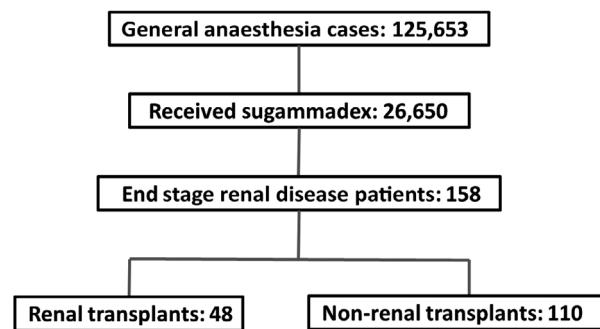 General anaesthesia cases: 125,653
Received sugammadex: 26,650
End stage renal disease patients: 158
Renal transplants: 48
Non-renal transplants: 110